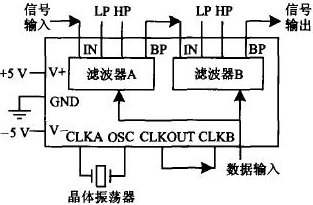 信号 LP HP LP HP 信号
输入 输出
IN BP IN BP
+5 V V+ 滤波器A 滤波器B
GND
−5 V V−
CLKA OSC CLKOUT CLKB
数据输入
晶体振荡器